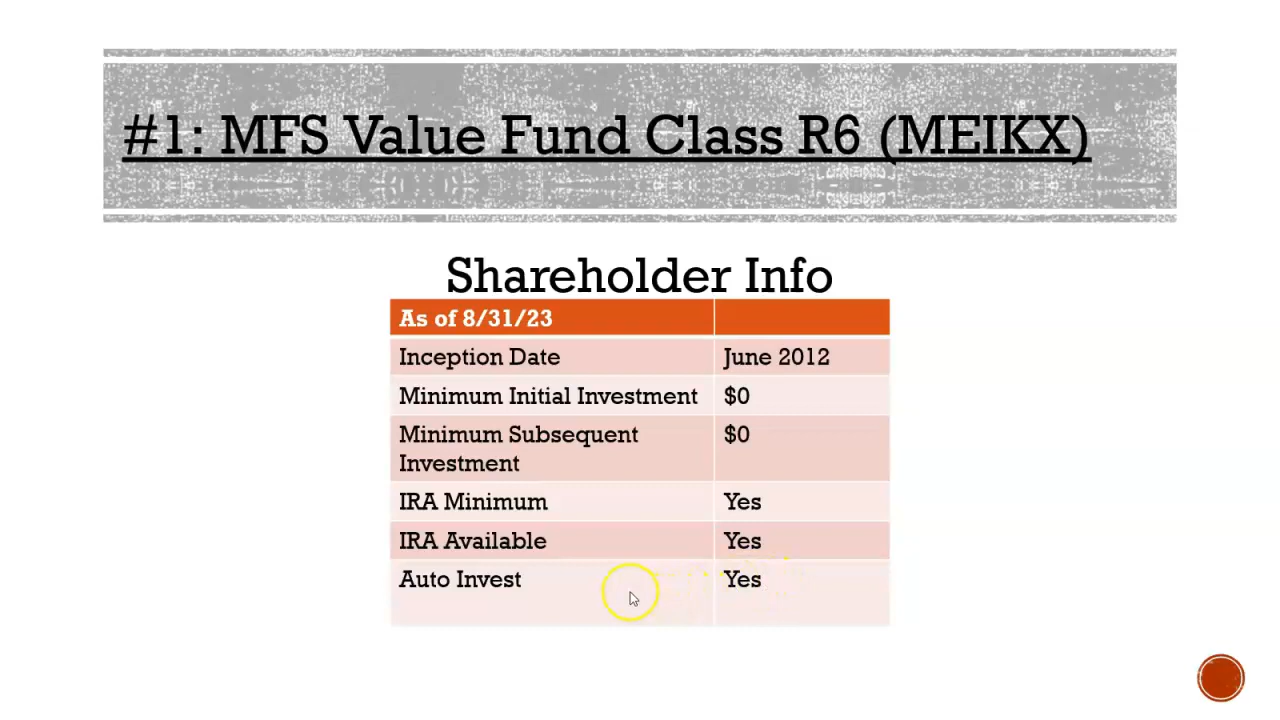 #1: MFS Value Fund Class R6 (MEIKX)
Shareholder Info
As of 8/31/23
Inception Date June 2012
Minimum Initial Investment $0
Minimum Subsequent $0
Investment
IRA Minimum Yes
IRA Available Yes
Auto Invest Yes